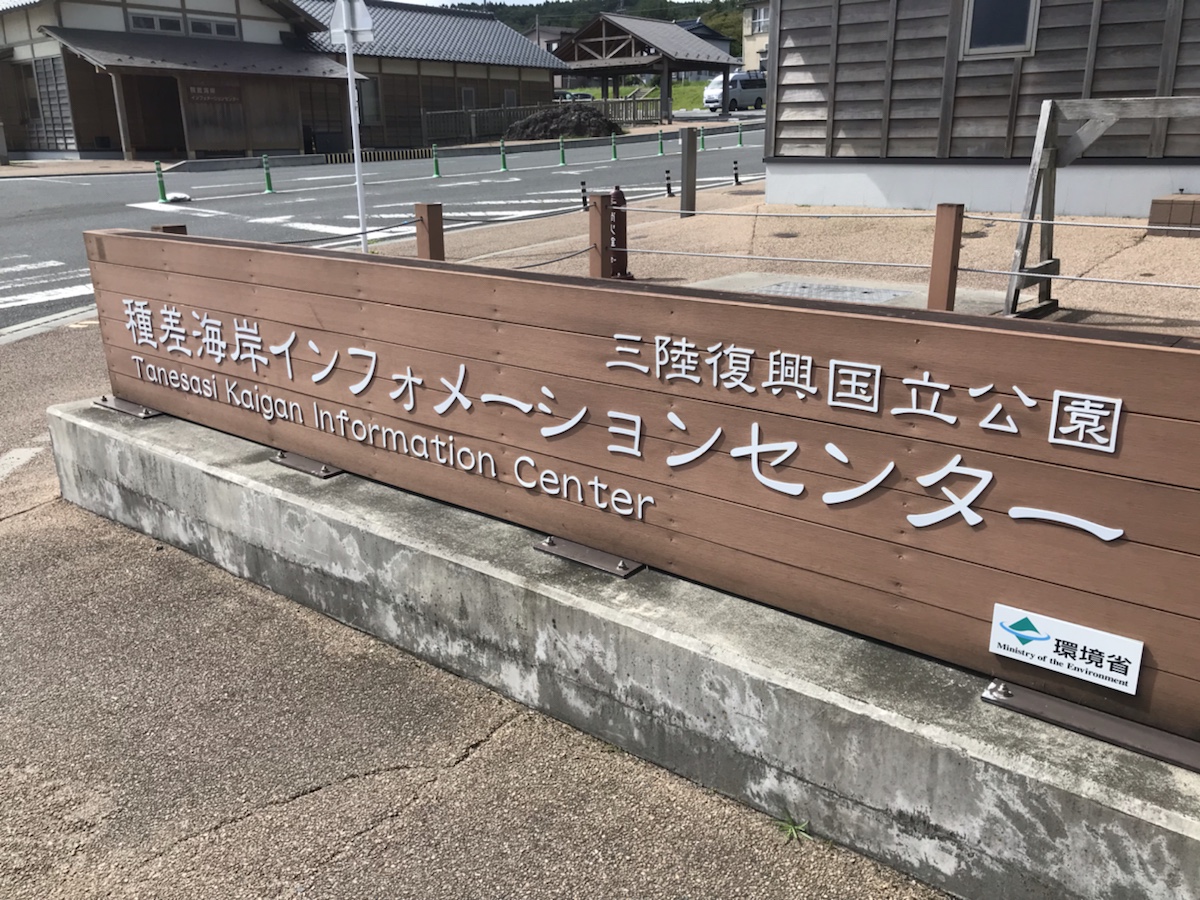 三陸復興国立公園
種差海岸インフォメーションセンター
Tanesasi Kaigan Information Center
環境省
Ministry of the Environment